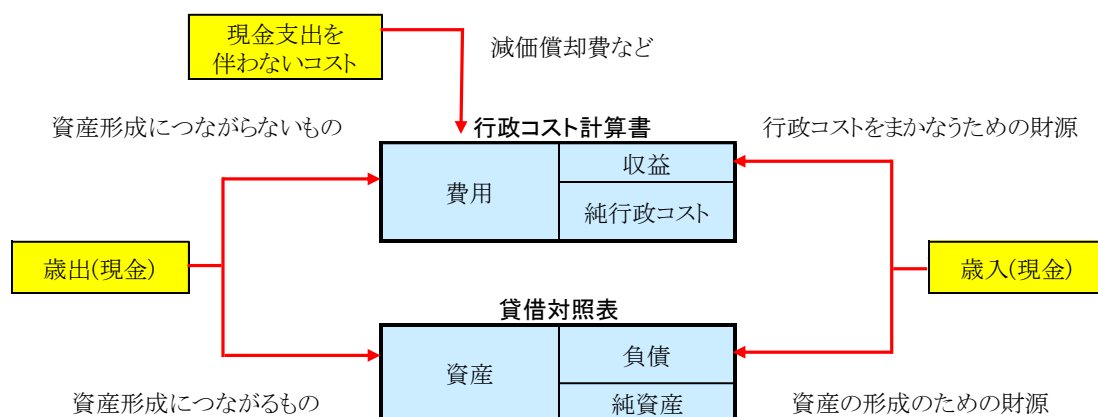 現金支出を
伴わないコスト
減価償却費など
資産形成につながらないもの
行政コスト計算書
行政コストをまかなうための財源
費用
収益
純行政コスト
歳出(現金)
歳入(現金)
貸借対照表
資産
負債
純資産
資産形成につながるもの
資産の形成のための財源